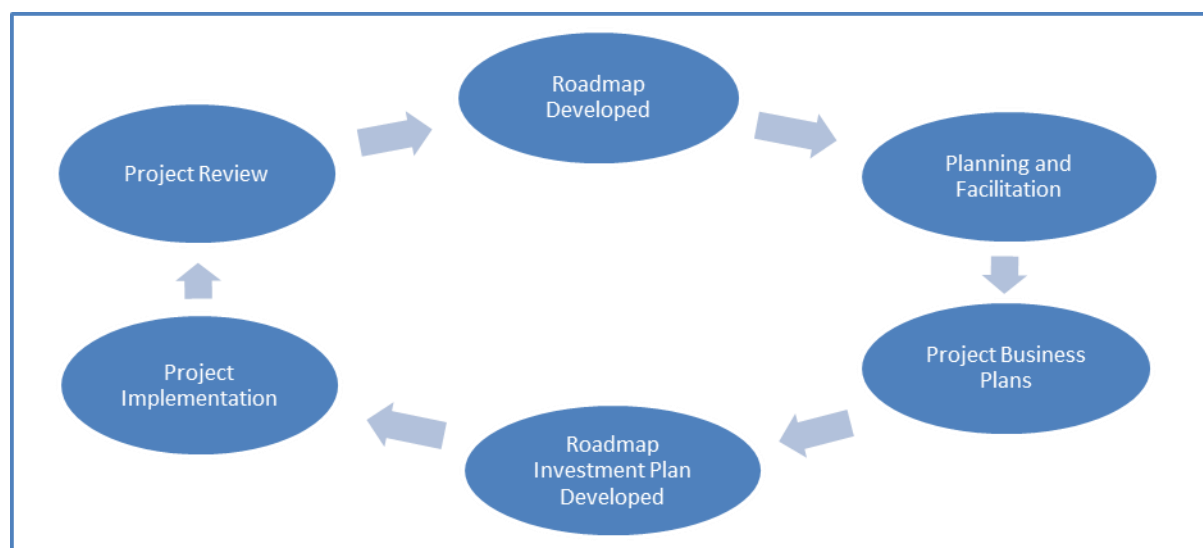 Roadmap
Developed
Planning and
Facilitation
Project Business
Plans
Roadmap
Investment Plan
Developed
Project
Implementation
Project Review